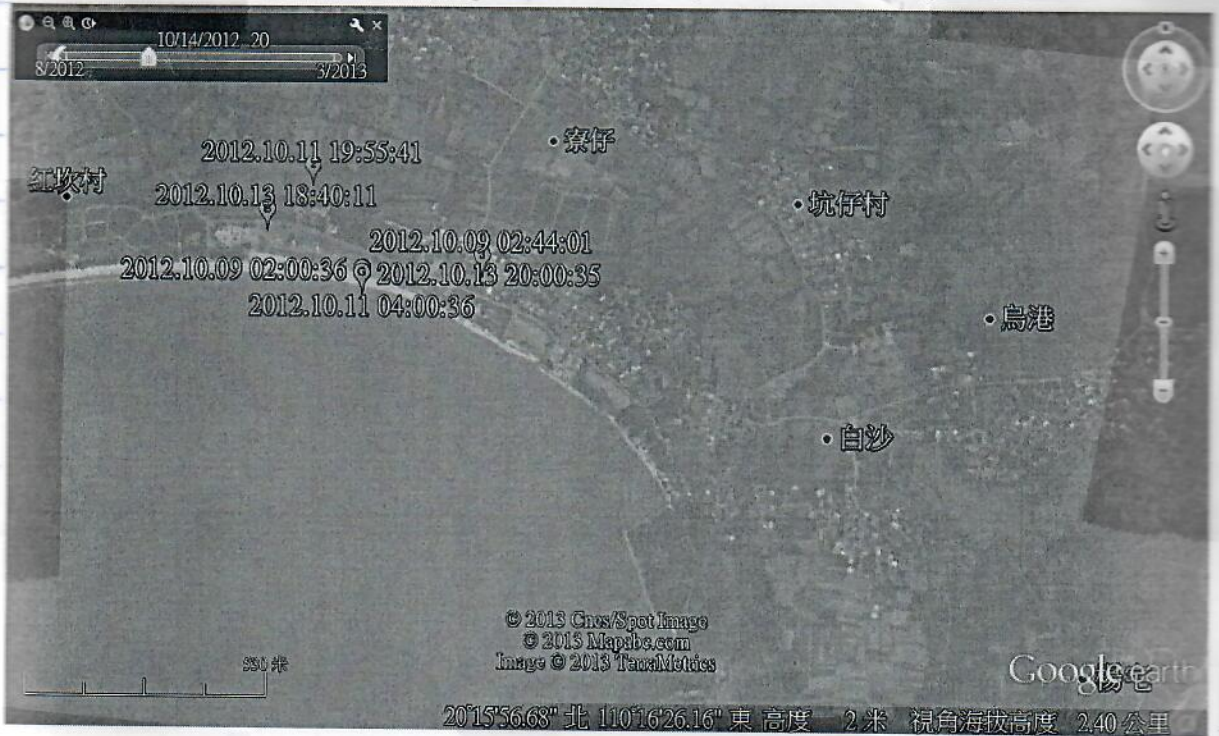 10/14/2012 20
8/2012
3/2013
寮仔
2012.10.11 19:55:41
红坎村
2012.10.13 18:40:11
坑仔村
2012.10.09 02:44:01
2012.10.09 02:00:36
2012.10.13 20:00:35
2012.10.11 04:00:36
烏港
白沙
© 2013 Cnes/Spot Image
© 2013 Mapabc.com
Image © 2013 TerraMetrics
550 米
Google earth
20°15'56.68" 北 110°16'26.16" 東 高度 2 米 視角海拔高度 2.40 公里